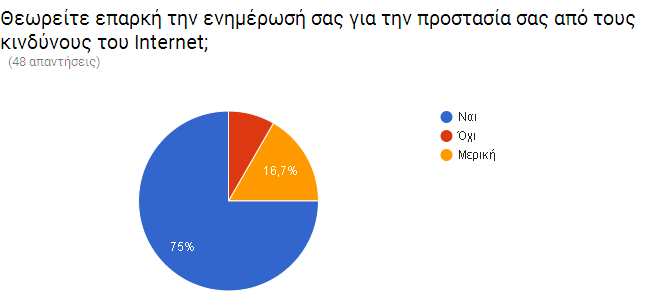 Θεωρείτε επαρκή την ενημέρωσή σας για την προστασία σας από τους
κινδύνους του Internet;
(48 απαντήσεις)
Ναι
Όχι
Μερική
16,7%
75%